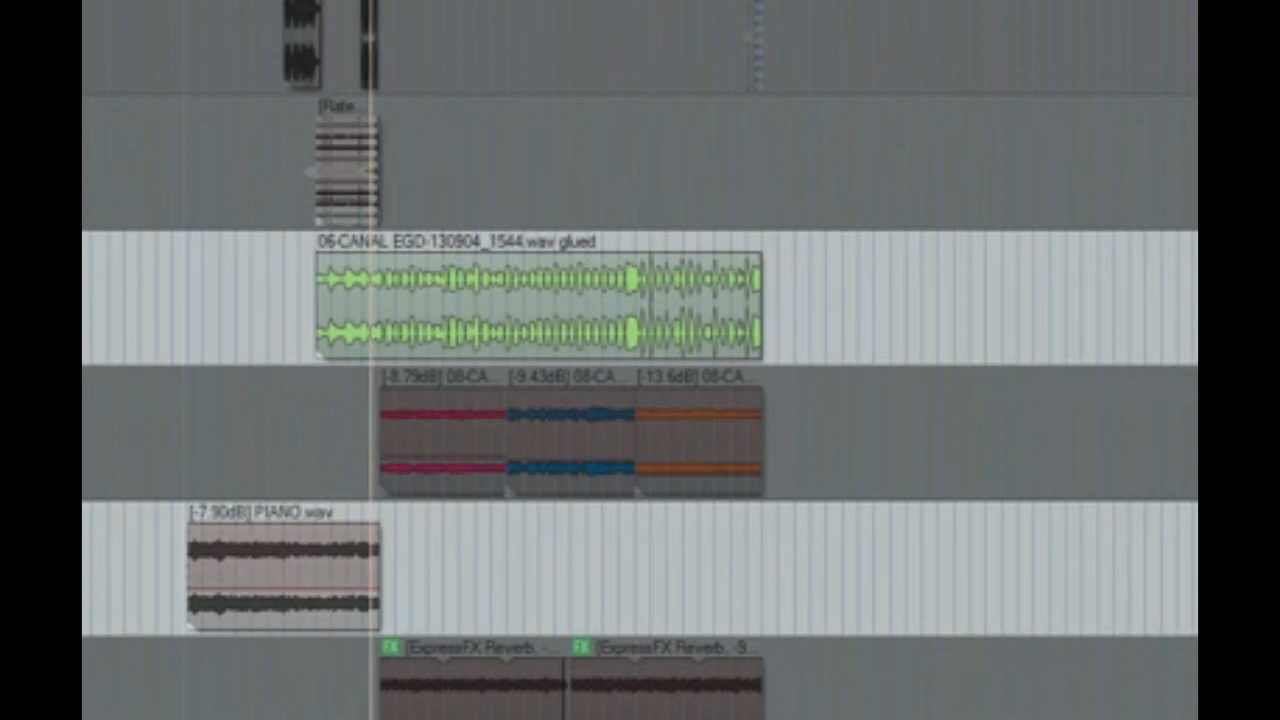 [Rate...
06-CANAL EGD-130904_1544.wav glued
[-8.79dB] 08-CA... [-9.43dB] 08-CA... [-13.6dB] 08-CA...
[-7.90dB] PIANO.wav
FX [ExpressFX Reverb, -... FX [ExpressFX Reverb, -9...